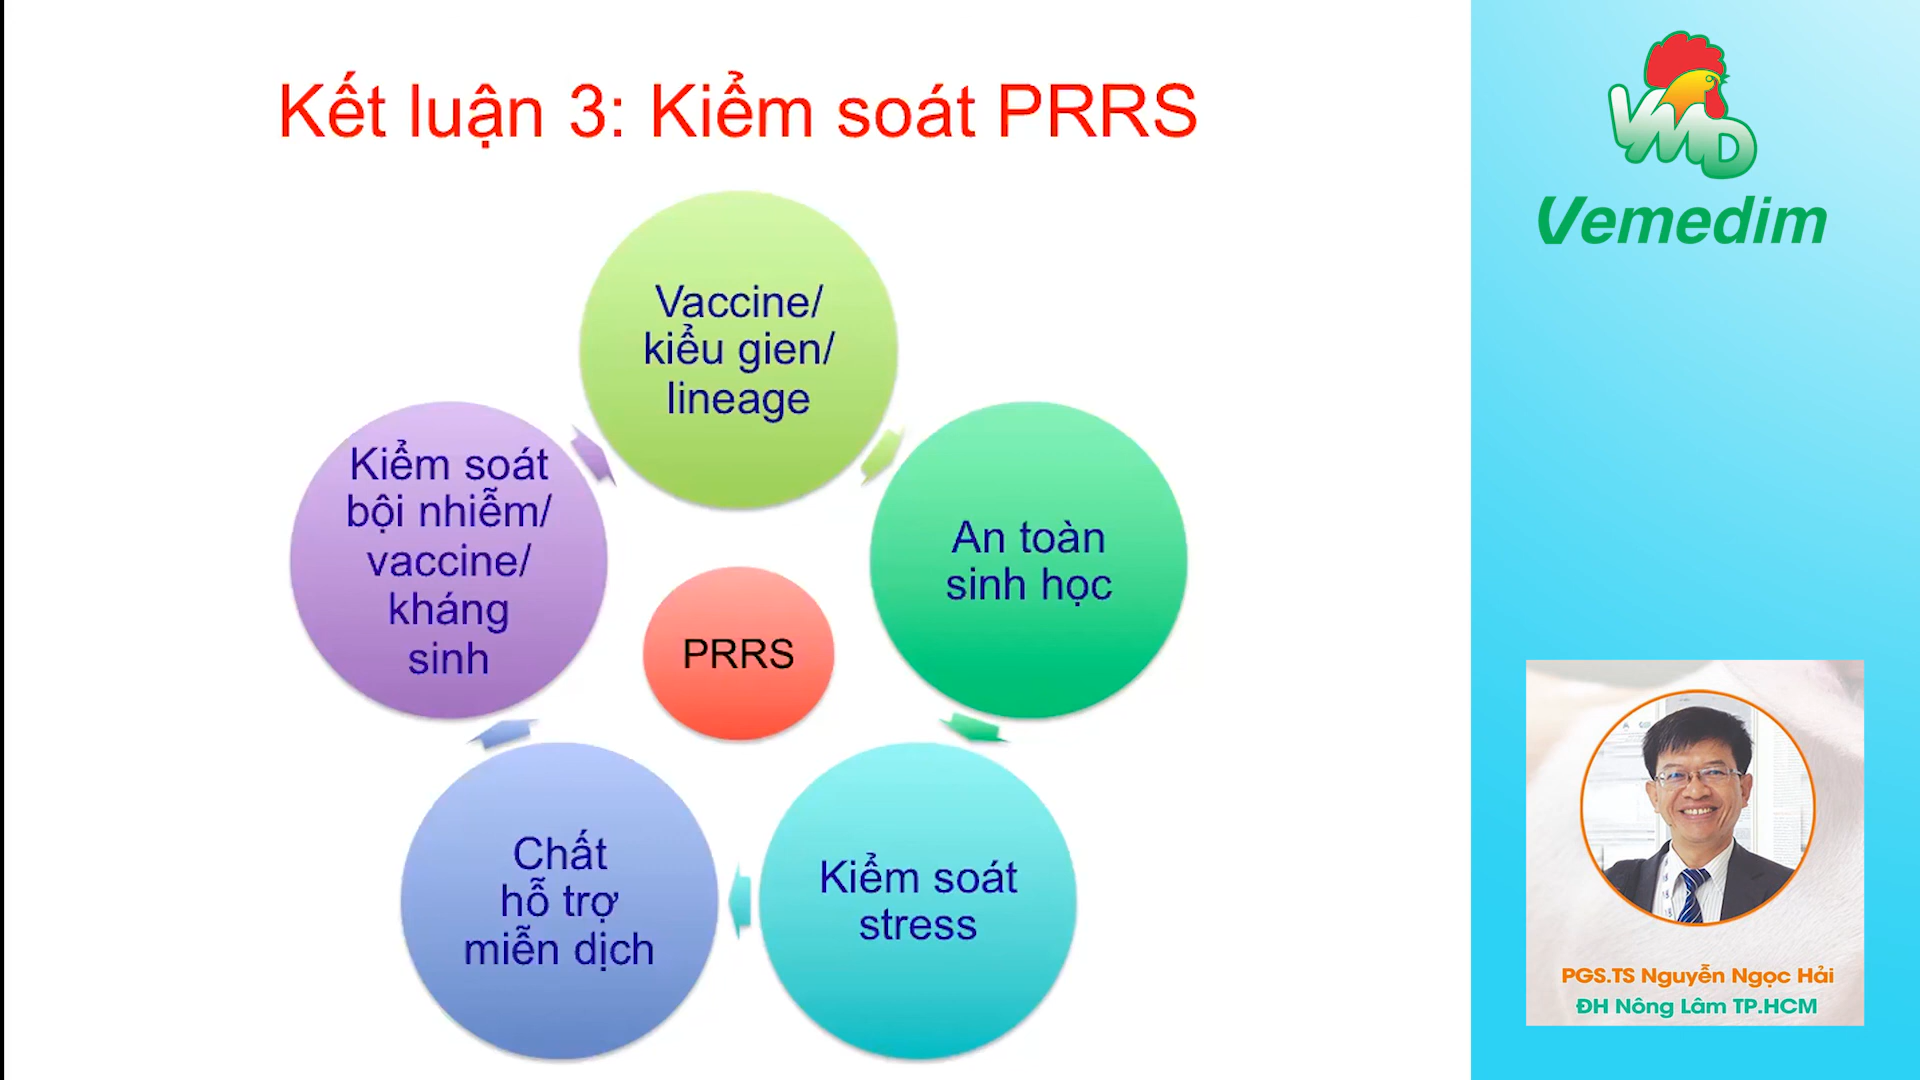 Kết luận 3: Kiểm soát PRRS
Vaccine/
kiểu gien/
lineage
An toàn
sinh học
Kiểm soát
stress
Chất
hỗ trợ
miễn dịch
Kiểm soát
bội nhiễm/
vaccine/
kháng
sinh
PRRS
VMD
Vemedim
PGS.TS Nguyễn Ngọc Hải
ĐH Nông Lâm TP.HCM